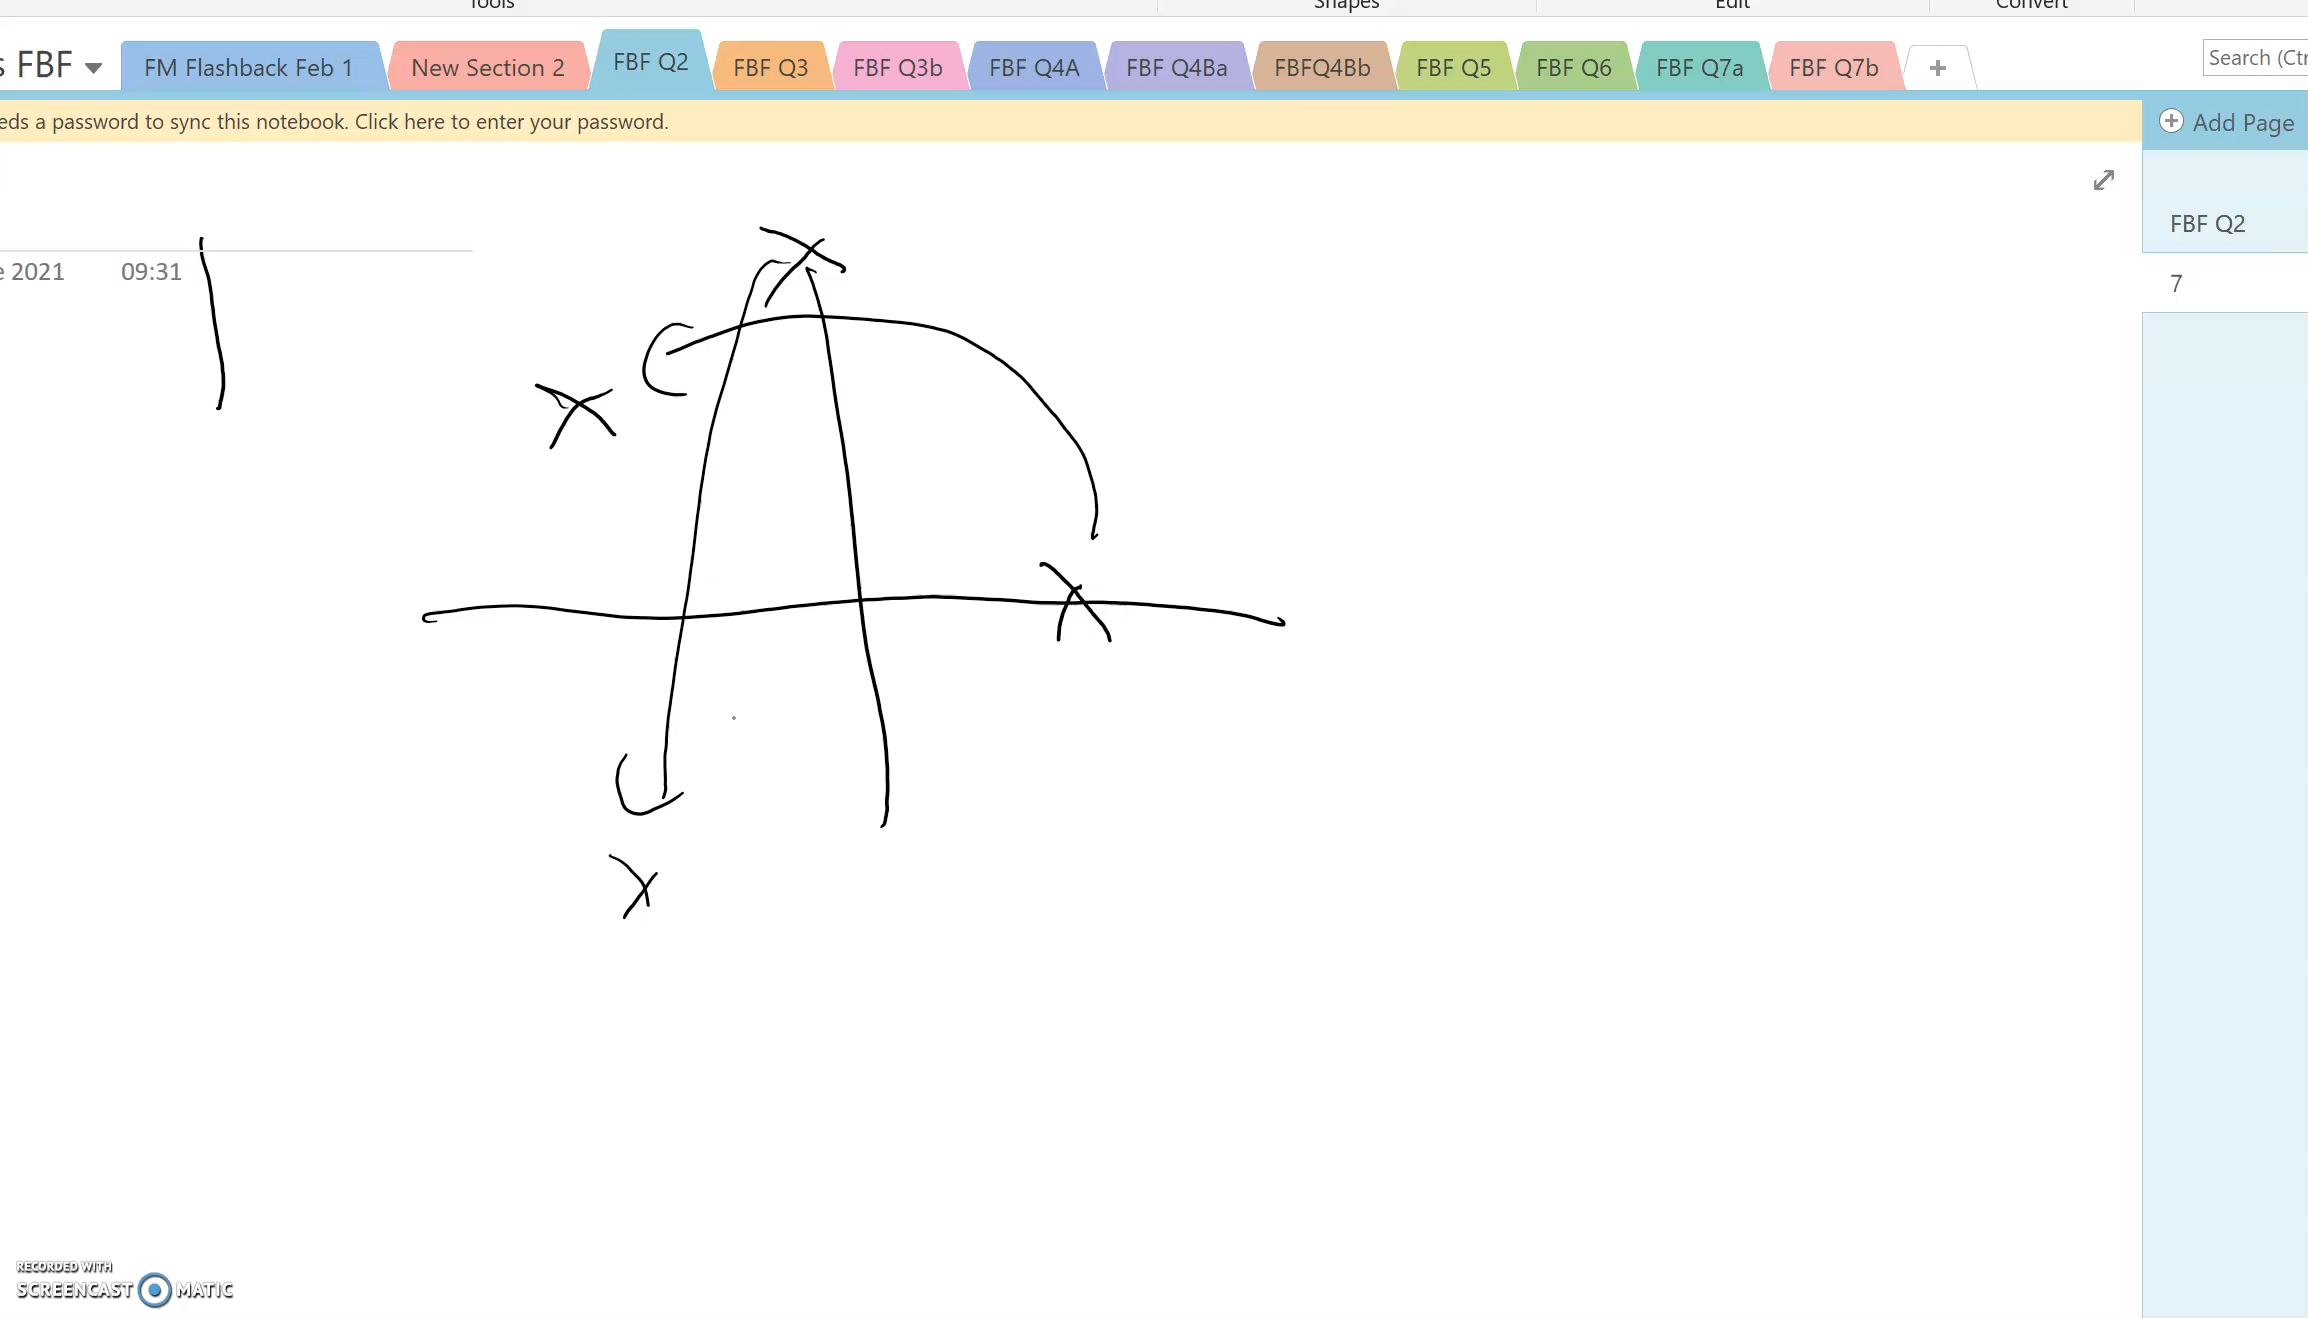 Tools Shapes Edit Convert
s FBF FM Flashback Feb 1 New Section 2 FBF Q2 FBF Q3 FBF Q3b FBF Q4A FBF Q4Ba FBFQ4Bb FBF Q5 FBF Q6 FBF Q7a FBF Q7b + Search (Ctr
eds a password to sync this notebook. Click here to enter your password.
Add Page
FBF Q2
e 2021 09:31
7
X
X
X
X
RECORDED WITH
SCREENCAST MATIC